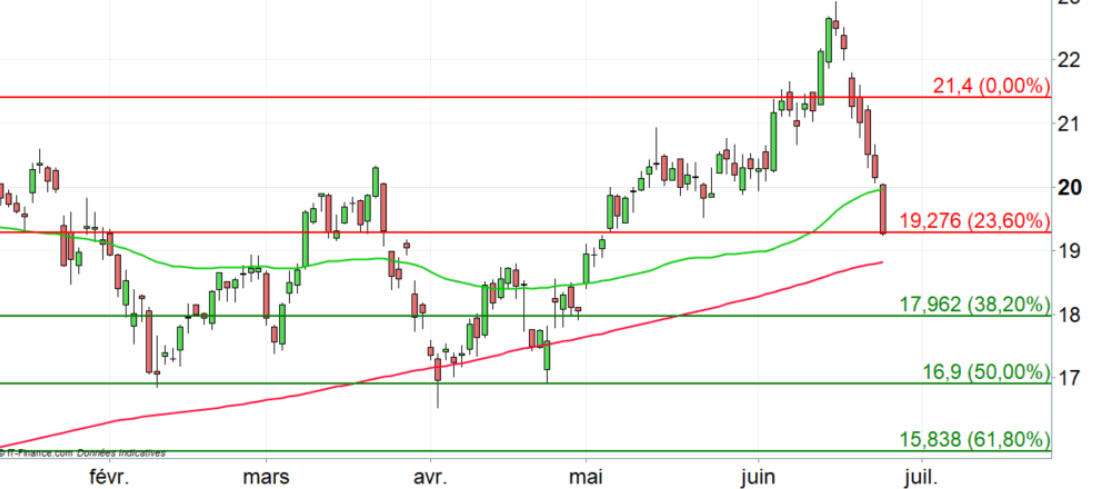 22
21,4 (0,00%)
21
20
19,276 (23,60%)
19
17,962 (38,20%)
18
16,9 (50,00%)
17
15,838 (61,80%)
© IT-Finance.com Données indicatives
févr.
mars
avr.
mai
juin
juil.